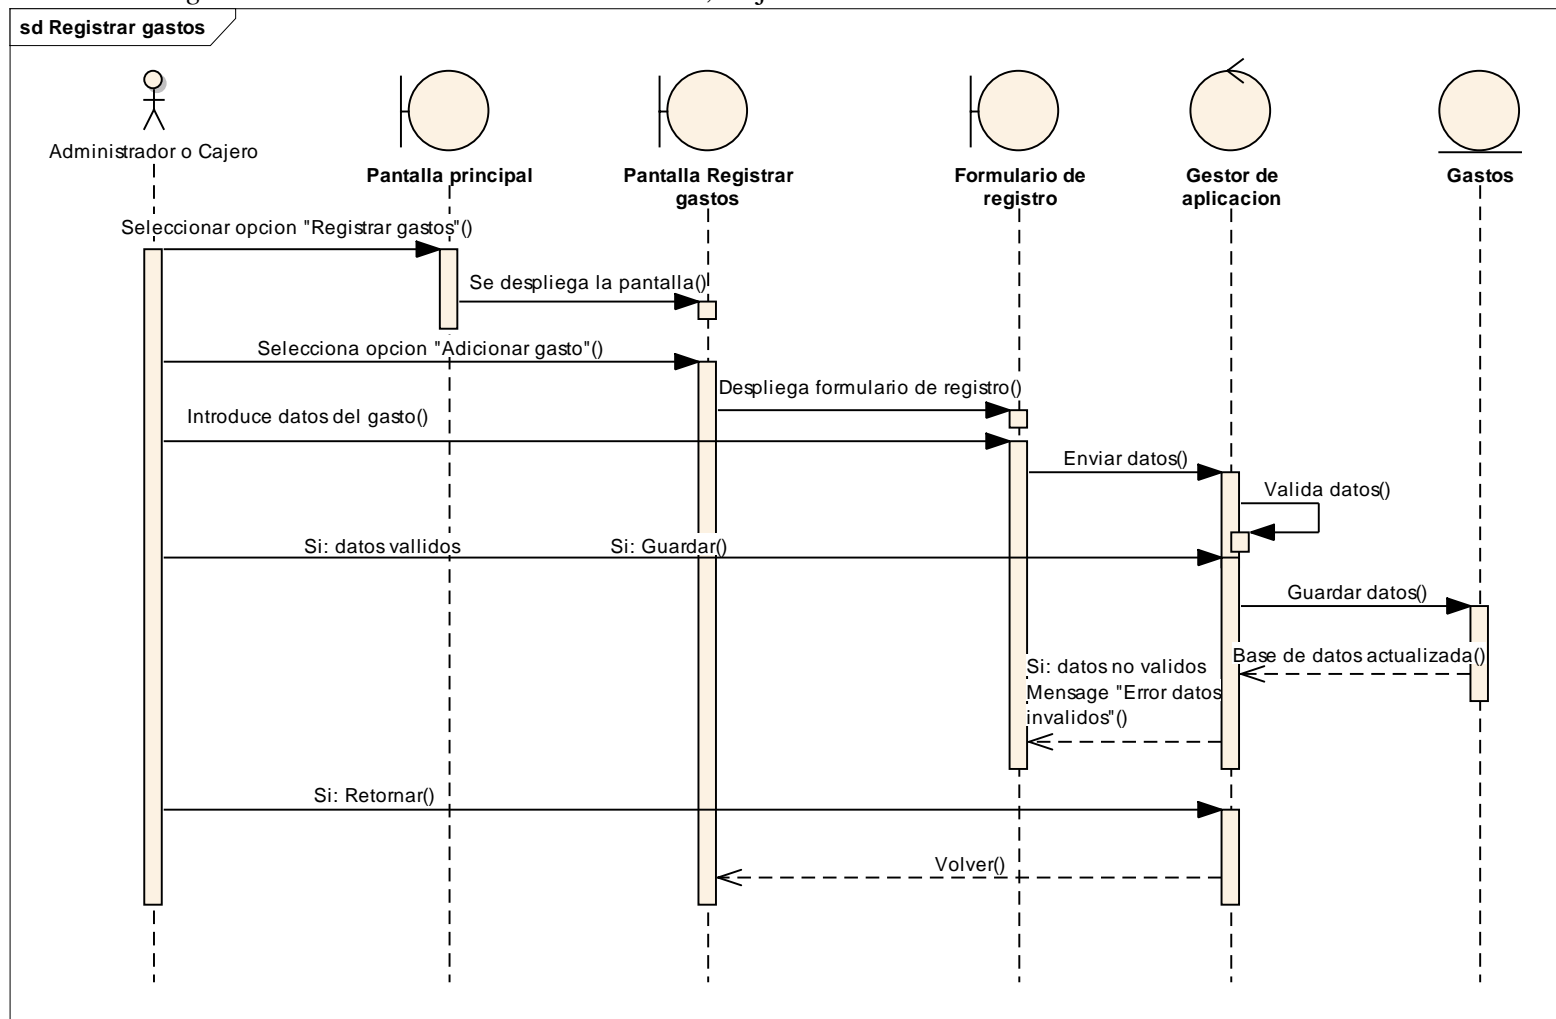 sd Registrar gastos
Administrador o Cajero
Pantalla principal
Pantalla Registrar
gastos
Formulario de
registro
Gestor de
aplicacion
Gastos
Seleccionar opcion "Registrar gastos"()
Se despliega la pantalla()
Selecciona opcion "Adicionar gasto"()
Despliega formulario de registro()
Introduce datos del gasto()
Enviar datos()
Valida datos()
Si: datos vallidos
Si: Guardar()
Guardar datos()
Base de datos actualizada()
Si: datos no validos
Mensage "Error datos
invalidos"()
Si: Retornar()
Volver()